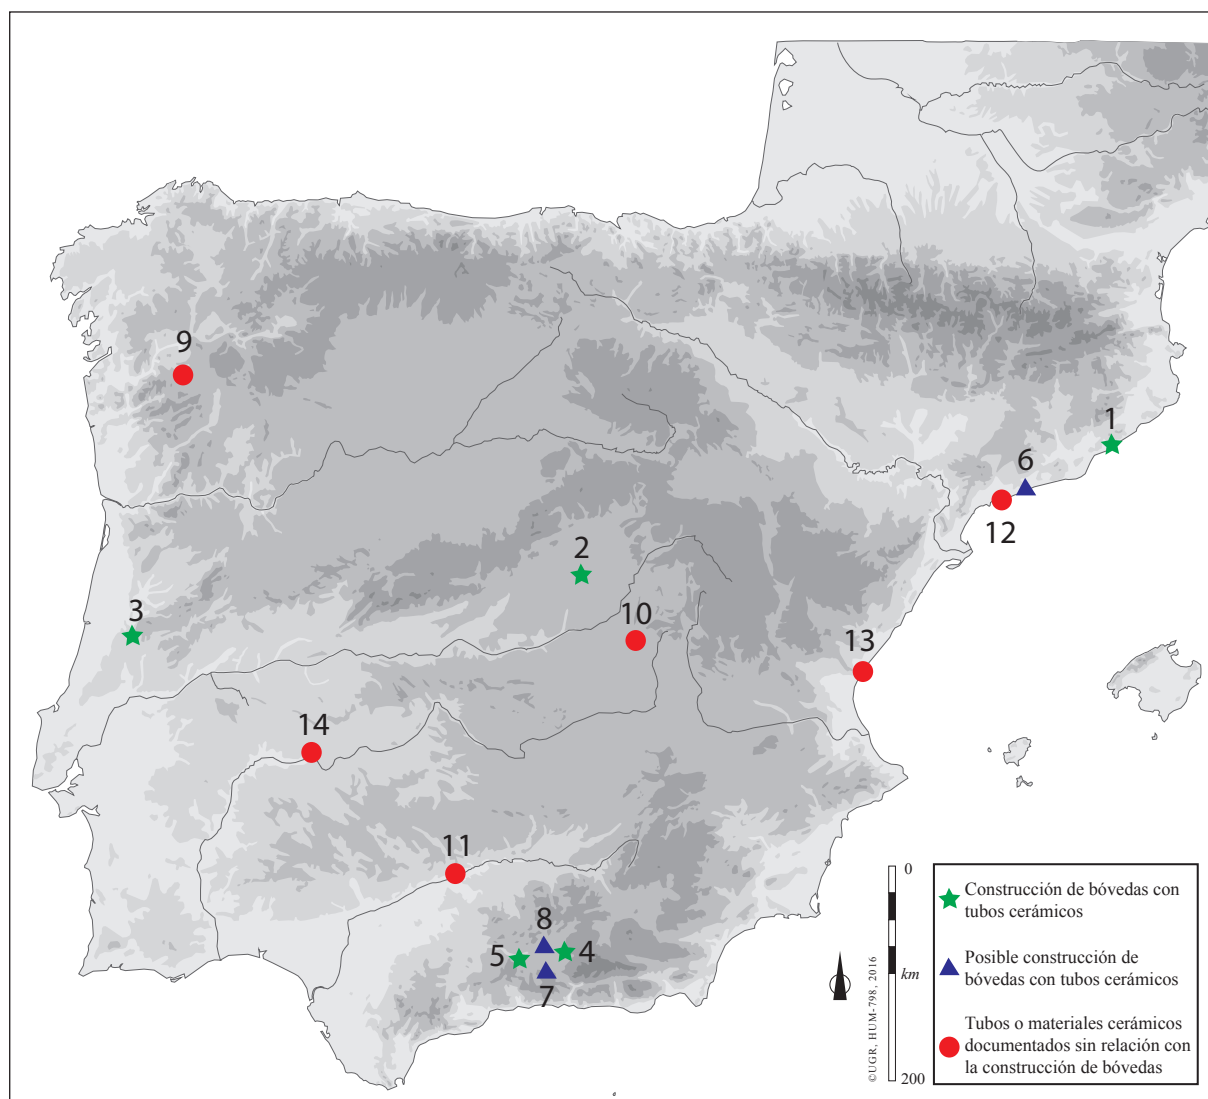 9
1
6
12
2
3
10
13
14
11
8
5
4
7
0
km
200
©UGR, HUM-798, 2016
Construcción de bóvedas con
tubos cerámicos
Posible construcción de
bóvedas con tubos cerámicos
Tubos o materiales cerámicos
documentados sin relación con
la construcción de bóvedas